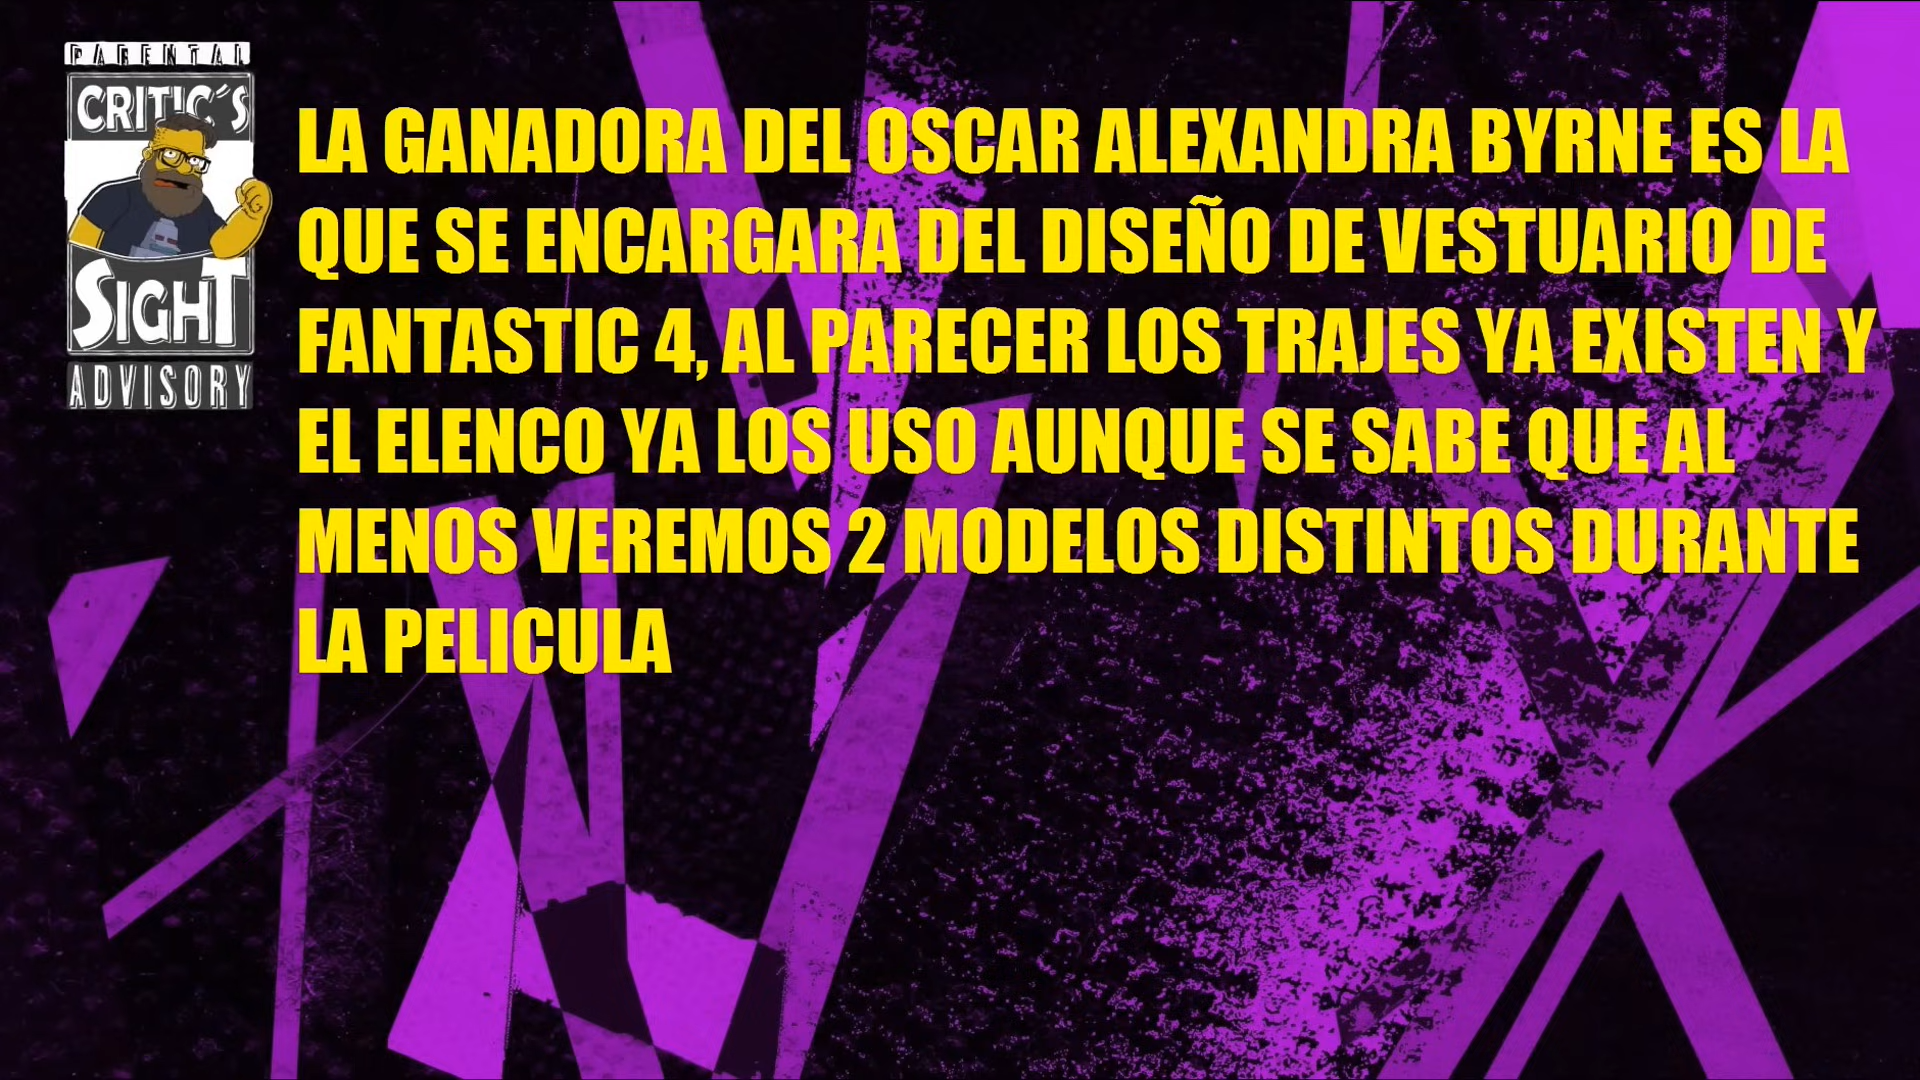 PARENTAL
CRITIC´S
SIGHT
ADVISORY
LA GANADORA DEL OSCAR ALEXANDRA BYRNE ES LA
QUE SE ENCARGARA DEL DISEÑO DE VESTUARIO DE
FANTASTIC 4, AL PARECER LOS TRAJES YA EXISTEN Y
EL ELENCO YA LOS USO AUNQUE SE SABE QUE AL
MENOS VEREMOS 2 MODELOS DISTINTOS DURANTE
LA PELICULA